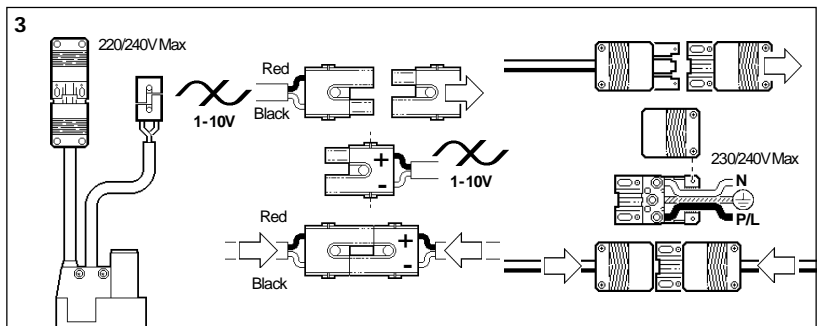 3
220/240V Max
1-10V
Red
Black
+
-
1-10V
Red
Black
+
-
230/240V Max
N
P/L